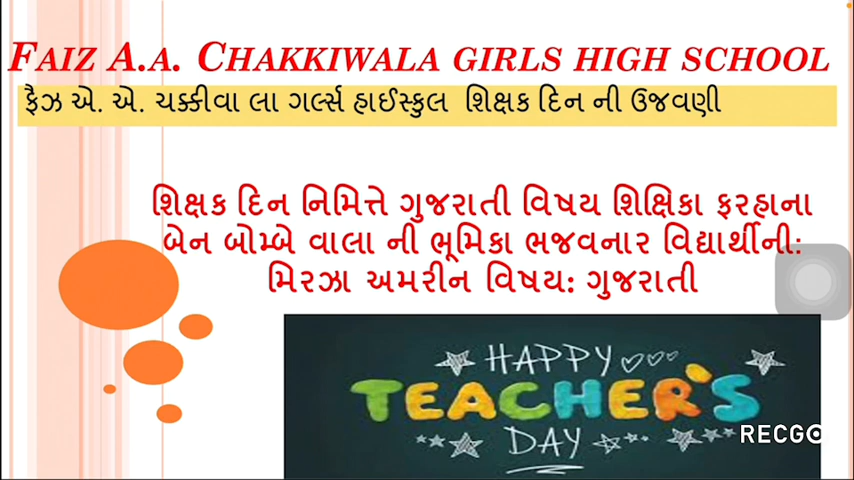 FAIZ A.A. CHAKKIWALA GIRLS HIGH SCHOOL
ફૈઝ એ. એ. ચક્કીવા લા ગર્લ્સ હાઈસ્કુલ શિક્ષક દિન ની ઉજવણી
શિક્ષક દિન નિમિત્તે ગુજરાતી વિષય શિક્ષિકા ફરહાના
બેન બોમ્બે વાલા ની ભૂમિકા ભજવનાર વિદ્યાર્થીની:
મિરઝા અમરીન વિષય: ગુજરાતી
HAPPY
TEACHER'S
DAY
RECGO